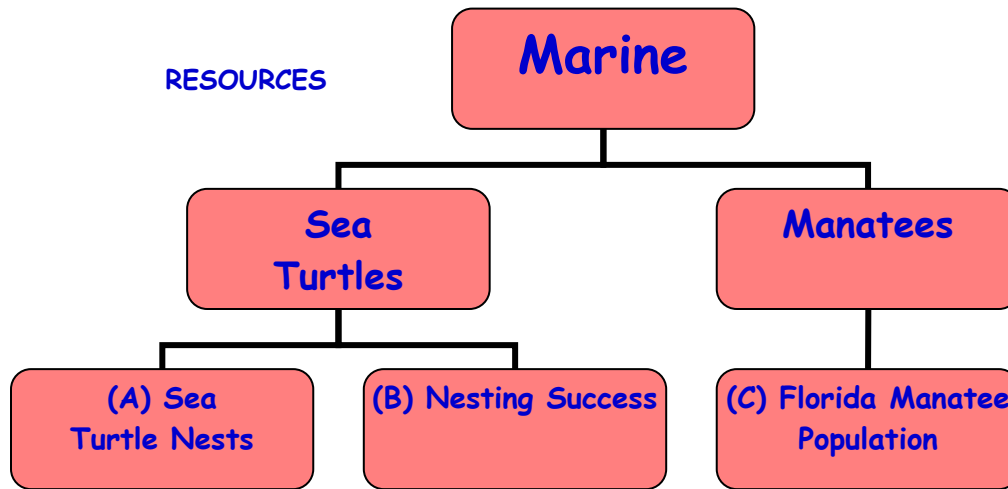 Marine
RESOURCES
Sea
Turtles
Manatees
(A) Sea
Turtle Nests
(B) Nesting Success
(C) Florida Manatee
Population